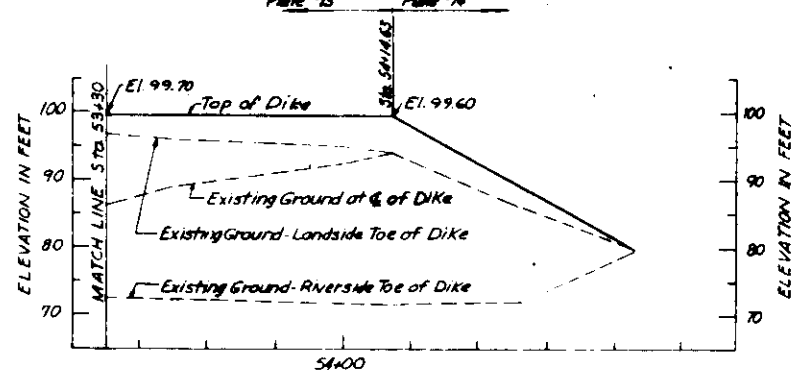 Plate 13 Plate 14
Sta. 54+14.63
El. 99.70
Top of Dike
El. 99.60
ELEVATION IN FEET
100
95
90
80
70
MATCH LINE Sta 53+30
Existing Ground at ℄ of Dike
Existing Ground-Landside Toe of Dike
Existing Ground-Riverside Toe of Dike
100
90
80
70
ELEVATION IN FEET
54+00